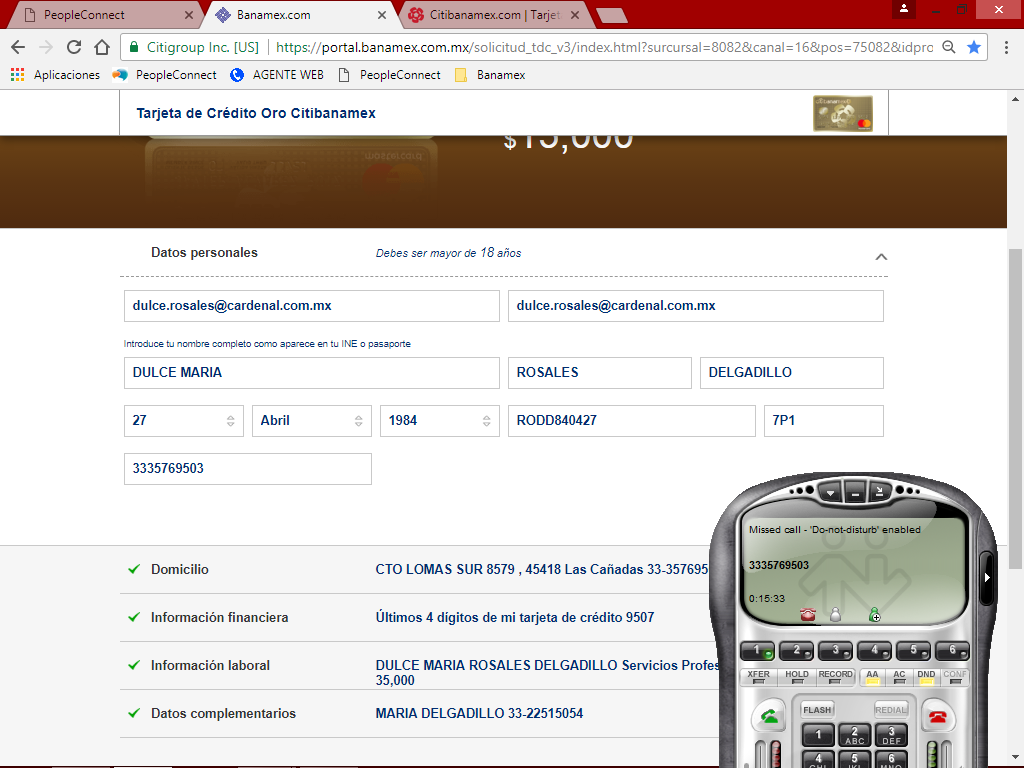 PeopleConnect
Banamex.com
Citibanamex.com | Tarjet
Citigroup Inc. [US]
https://portal.banamex.com.mx/solicitud_tdc_v3/index.html?surcursal=8082&canal=16&pos=75082&idpro
Aplicaciones
PeopleConnect
AGENTE WEB
PeopleConnect
Banamex
Tarjeta de Crédito Oro Citibanamex
$15,000
Datos personales
Debes ser mayor de 18 años
dulce.rosales@cardenal.com.mx
dulce.rosales@cardenal.com.mx
Introduce tu nombre completo como aparece en tu INE o pasaporte
DULCE MARIA
ROSALES
DELGADILLO
27
Abril
1984
RODD840427
7P1
3335769503
Missed call - 'Do-not-disturb' enabled
3335769503
0:15:33
Domicilio
CTO LOMAS SUR 8579 , 45418 Las Cañadas 33-357695
Información financiera
Últimos 4 dígitos de mi tarjeta de crédito 9507
Información laboral
DULCE MARIA ROSALES DELGADILLO Servicios Profes
35,000
Datos complementarios
MARIA DELGADILLO 33-22515054
1 2 3 4 5 6
XFER HOLD RECORD AA AC DND CONF
FLASH REDIAL
1 2 ABC 3 DEF
4 5 6